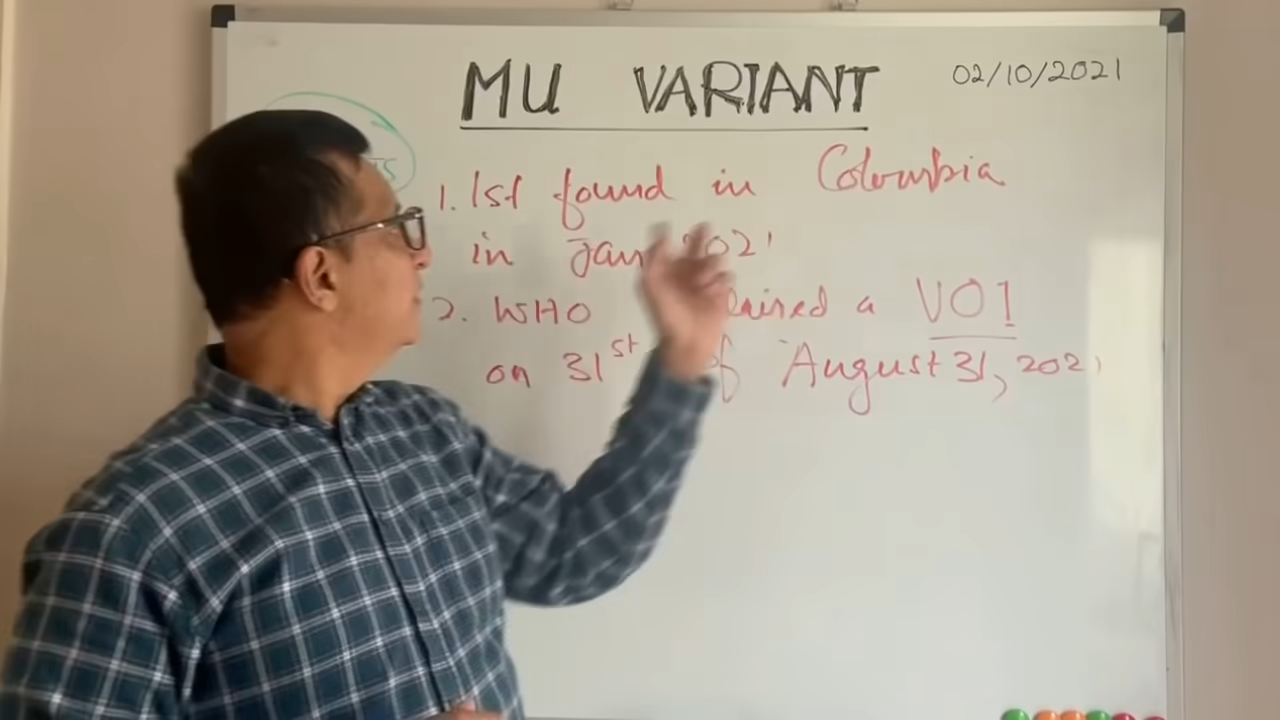 MU VARIANT
02/10/2021
1. 1st found in Colombia
in Jan 2021
2. WHO a VOI
on 31st of August 31, 2021